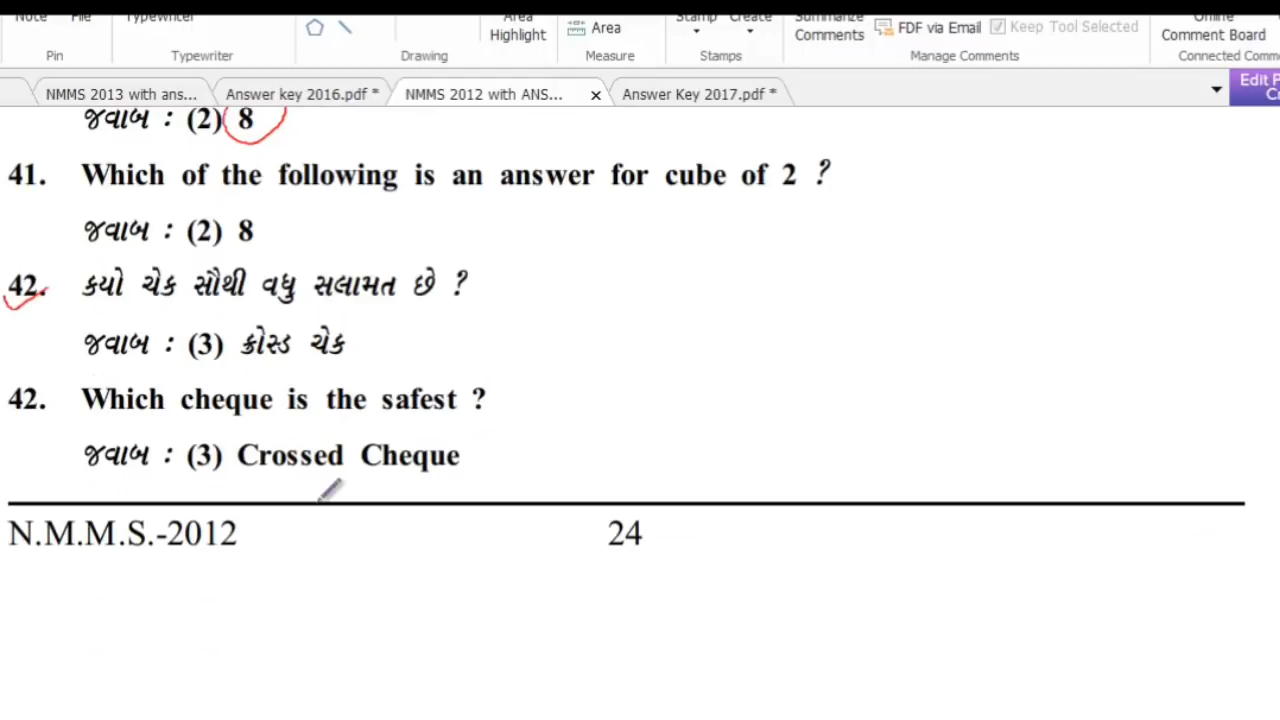 Note File Typewriter Area Area Stamp Create Summarize FDF via Email Keep Tool Selected Online
Highlight Comments Comment Board
Pin Typewriter Drawing Measure Stamps Manage Comments Connected Comm
NMMS 2013 with ans... Answer key 2016.pdf * NMMS 2012 with ANS... x Answer Key 2017.pdf * Edit P
જવાબ : (2) 8
41. Which of the following is an answer for cube of 2 ?
જવાબ : (2) 8
42. કયો ચેક સૌથી વધુ સલામત છે ?
જવાબ : (3) ક્રોસ્ડ ચેક
42. Which cheque is the safest ?
જવાબ : (3) Crossed Cheque
N.M.M.S.-2012 24